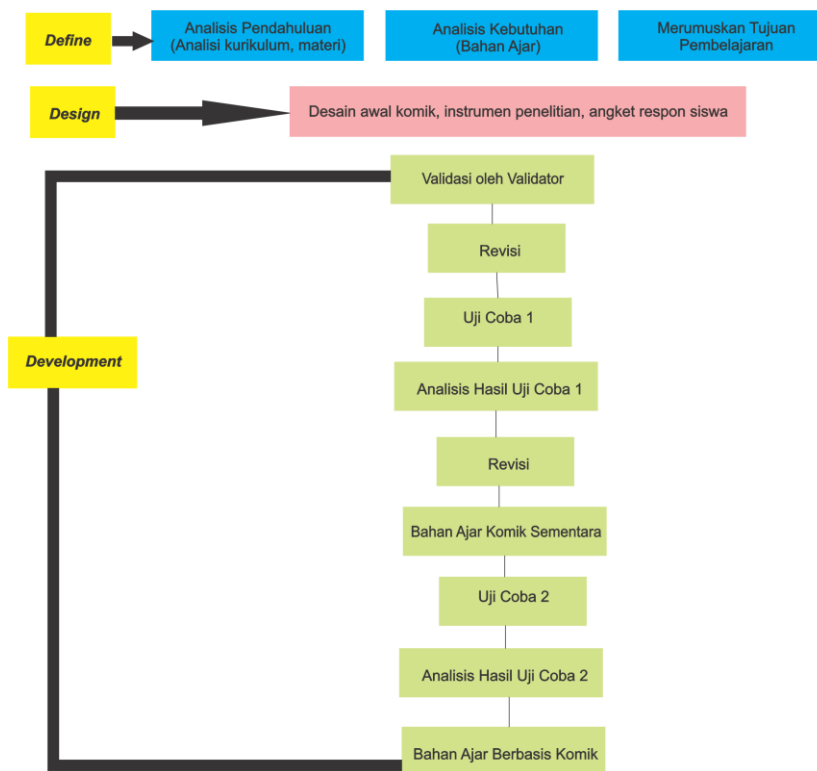 Define
Analisis Pendahuluan
(Analisi kurikulum, materi)
Analisis Kebutuhan
(Bahan Ajar)
Merumuskan Tujuan
Pembelajaran
Design
Desain awal komik, instrumen penelitian, angket respon siswa
Validasi oleh Validator
Revisi
Uji Coba 1
Development
Analisis Hasil Uji Coba 1
Revisi
Bahan Ajar Komik Sementara
Uji Coba 2
Analisis Hasil Uji Coba 2
Bahan Ajar Berbasis Komik